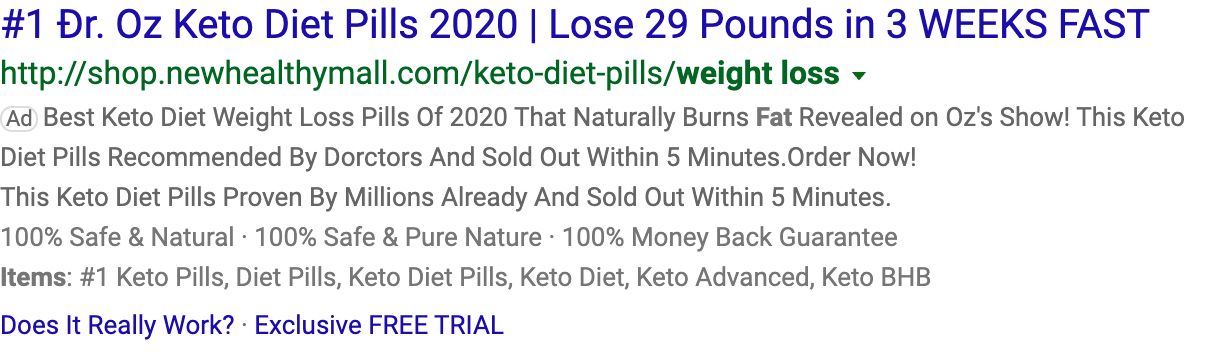 #1 Đr. Oz Keto Diet Pills 2020 | Lose 29 Pounds in 3 WEEKS FAST
http://shop.newhealthymall.com/keto-diet-pills/weight loss
Ad Best Keto Diet Weight Loss Pills Of 2020 That Naturally Burns Fat Revealed on Oz's Show! This Keto
Diet Pills Recommended By Dorctors And Sold Out Within 5 Minutes.Order Now!
This Keto Diet Pills Proven By Millions Already And Sold Out Within 5 Minutes.
100% Safe & Natural · 100% Safe & Pure Nature · 100% Money Back Guarantee
Items: #1 Keto Pills, Diet Pills, Keto Diet Pills, Keto Diet, Keto Advanced, Keto BHB
Does It Really Work? · Exclusive FREE TRIAL